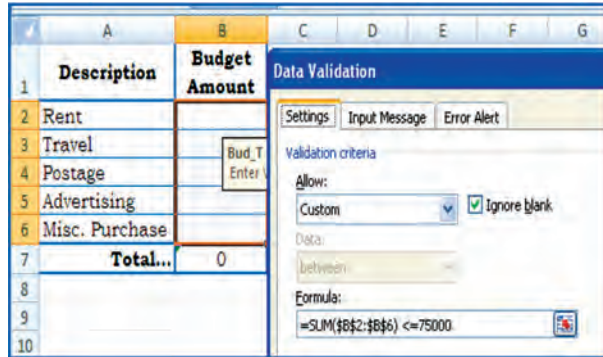 A B C D E F G
1 Description Budget Amount
2 Rent
3 Travel
4 Postage
5 Advertising
6 Misc. Purchase
7 Total... 0
8
9
10
Bud_T
Enter
Data Validation
Settings Input Message Error Alert
Validation criteria
Allow:
Custom Ignore blank
Data:
between
Formula:
=SUM($B$2:$B$6) <=75000